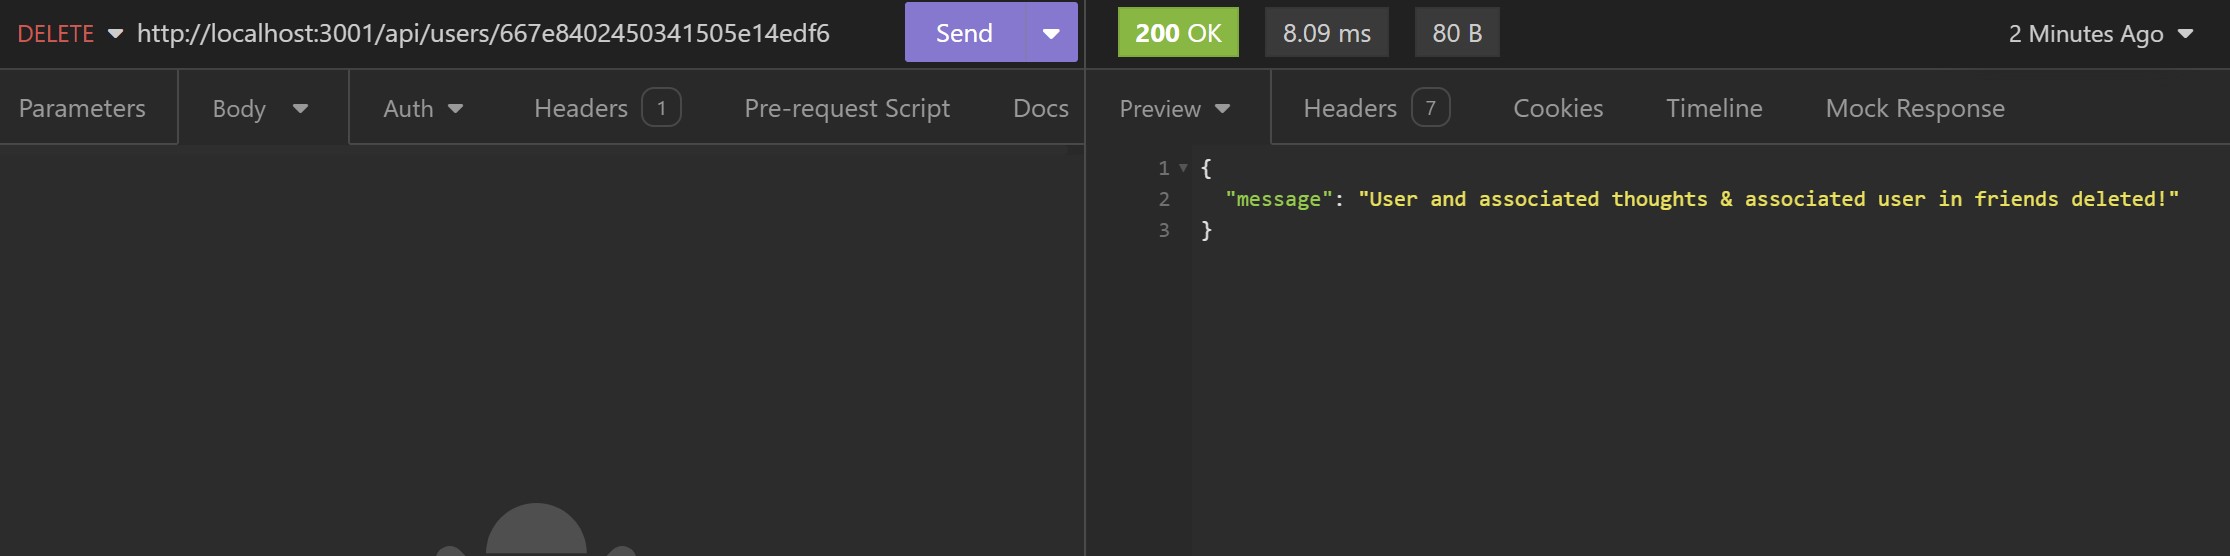 DELETE http://localhost:3001/api/users/667e8402450341505e14edf6 Send 200 OK 8.09 ms 80 B 2 Minutes Ago
Parameters Body Auth Headers 1 Pre-request Script Docs Preview Headers 7 Cookies Timeline Mock Response
1 {
2 "message": "User and associated thoughts & associated user in friends deleted!"
3 }